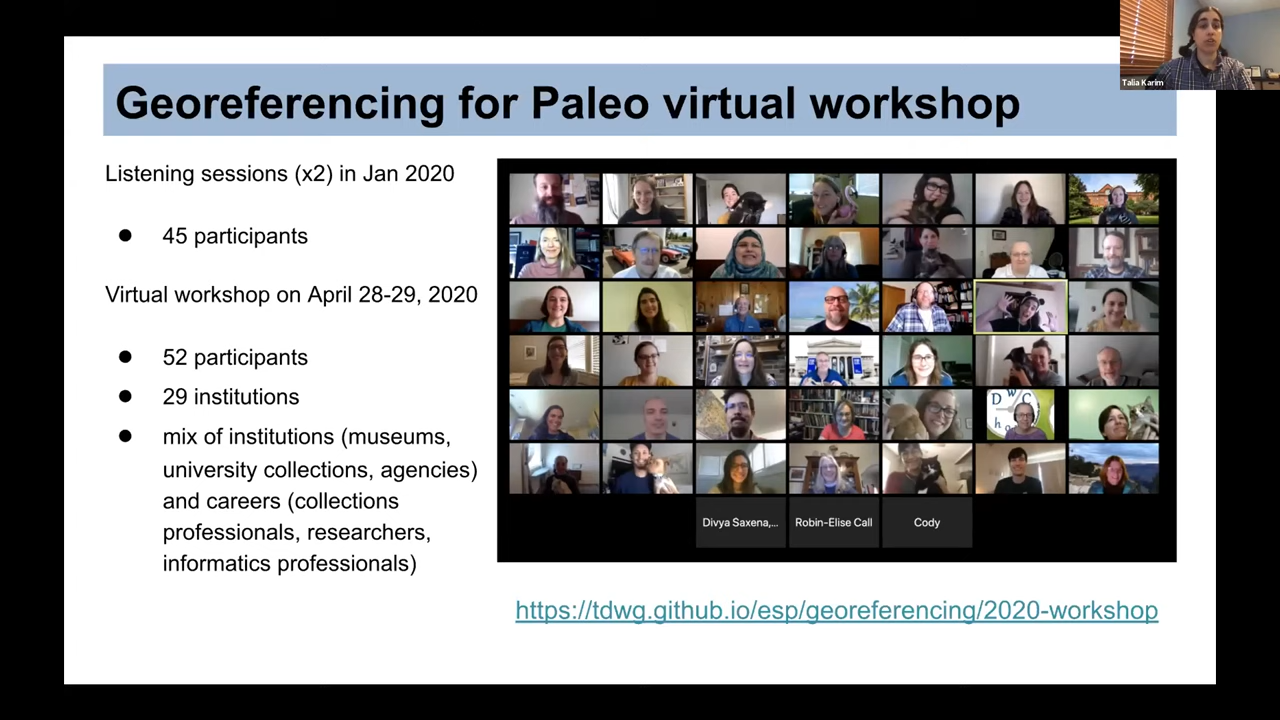 Talia Karim
Georeferencing for Paleo virtual workshop
Listening sessions (x2) in Jan 2020
● 45 participants
Virtual workshop on April 28-29, 2020
● 52 participants
● 29 institutions
● mix of institutions (museums,
university collections, agencies)
and careers (collections
professionals, researchers,
informatics professionals)
D W C
ho
Divya Saxena,...
Robin-Elise Call
Cody
https://tdwg.github.io/esp/georeferencing/2020-workshop